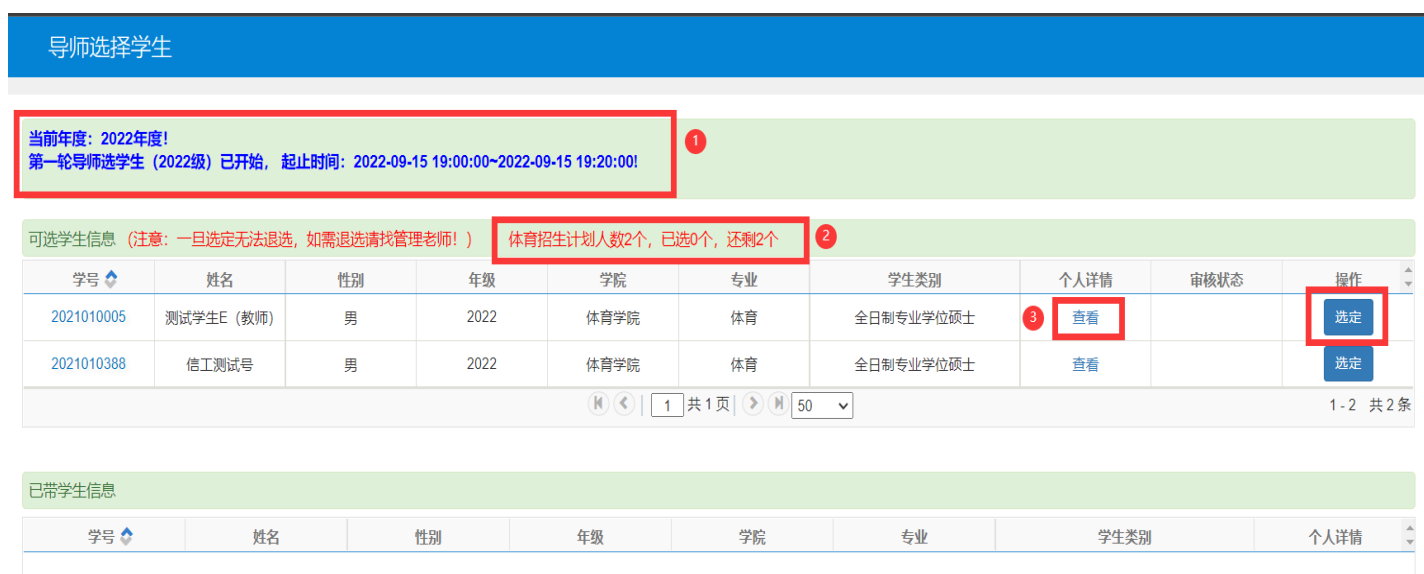 导师选择学生
当前年度：2022年度！
第一轮导师选学生（2022级）已开始， 起止时间：2022-09-15 19:00:00~2022-09-15 19:20:00!
1
可选学生信息（注意：一旦选定无法退选，如需退选请找管理老师！） 体育招生计划人数2个，已选0个，还剩2个
2
学号 姓名 性别 年级 学院 专业 学生类别 个人详情 审核状态 操作
2021010005 测试学生E（教师） 男 2022 体育学院 体育 全日制专业学位硕士 3 查看 选定
2021010388 信工测试号 男 2022 体育学院 体育 全日制专业学位硕士 查看 选定
1 共 1 页 50 1 - 2 共 2 条
已带学生信息
学号 姓名 性别 年级 学院 专业 学生类别 个人详情